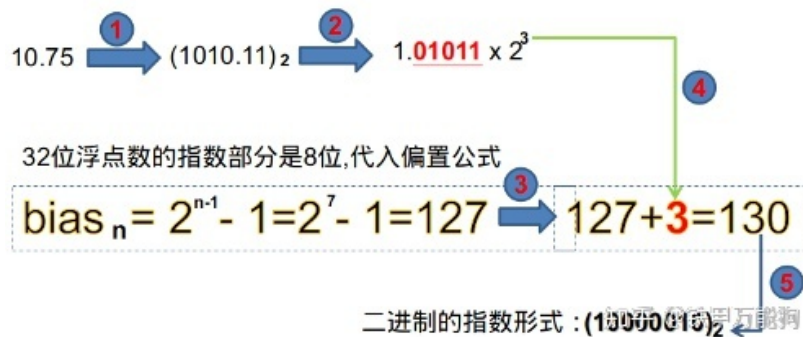 ① ②
10.75 (1010.11)₂ 1.01011 x 2³
④
32位浮点数的指数部分是8位,代入偏置公式
③
bias n = 2ⁿ⁻¹ - 1=2⁷ - 1=127 127+3=130
⑤
二进制的指数形式 : (10000010)₂